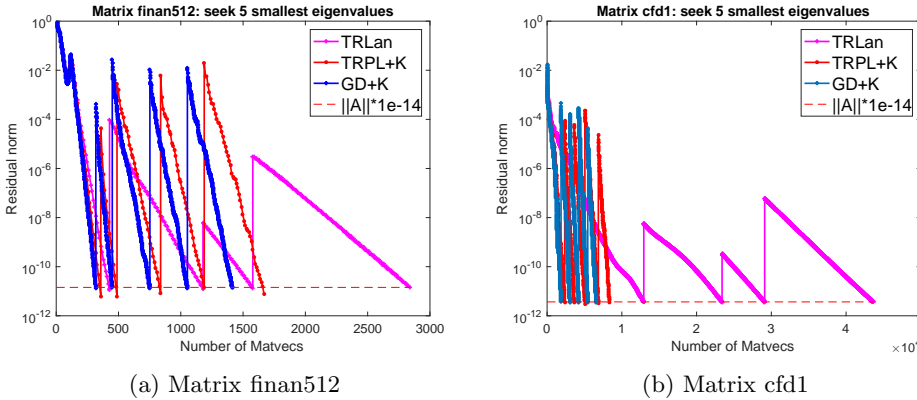 Matrix finan512: seek 5 smallest eigenvalues
10^0
10^-2
10^-4
10^-6
10^-8
10^-10
10^-12
Residual norm
TRLan
TRPL+K
GD+K
||A||*1e-14
0 500 1000 1500 2000 2500 3000
Number of Matvecs
(a) Matrix finan512
Matrix cfd1: seek 5 smallest eigenvalues
10^0
10^-2
10^-4
10^-6
10^-8
10^-10
10^-12
Residual norm
TRLan
TRPL+K
GD+K
||A||*1e-14
0 1 2 3 4
Number of Matvecs
(b) Matrix cfd1